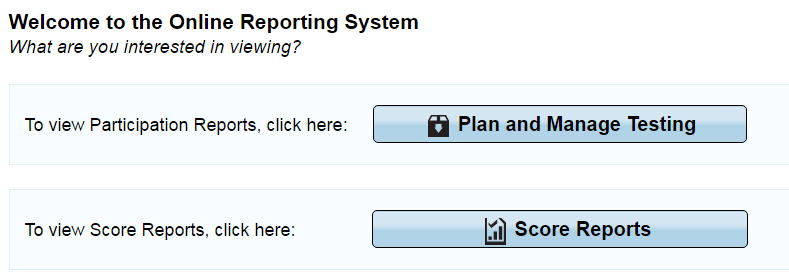 Welcome to the Online Reporting System
What are you interested in viewing?
To view Participation Reports, click here:
Plan and Manage Testing
To view Score Reports, click here:
Score Reports